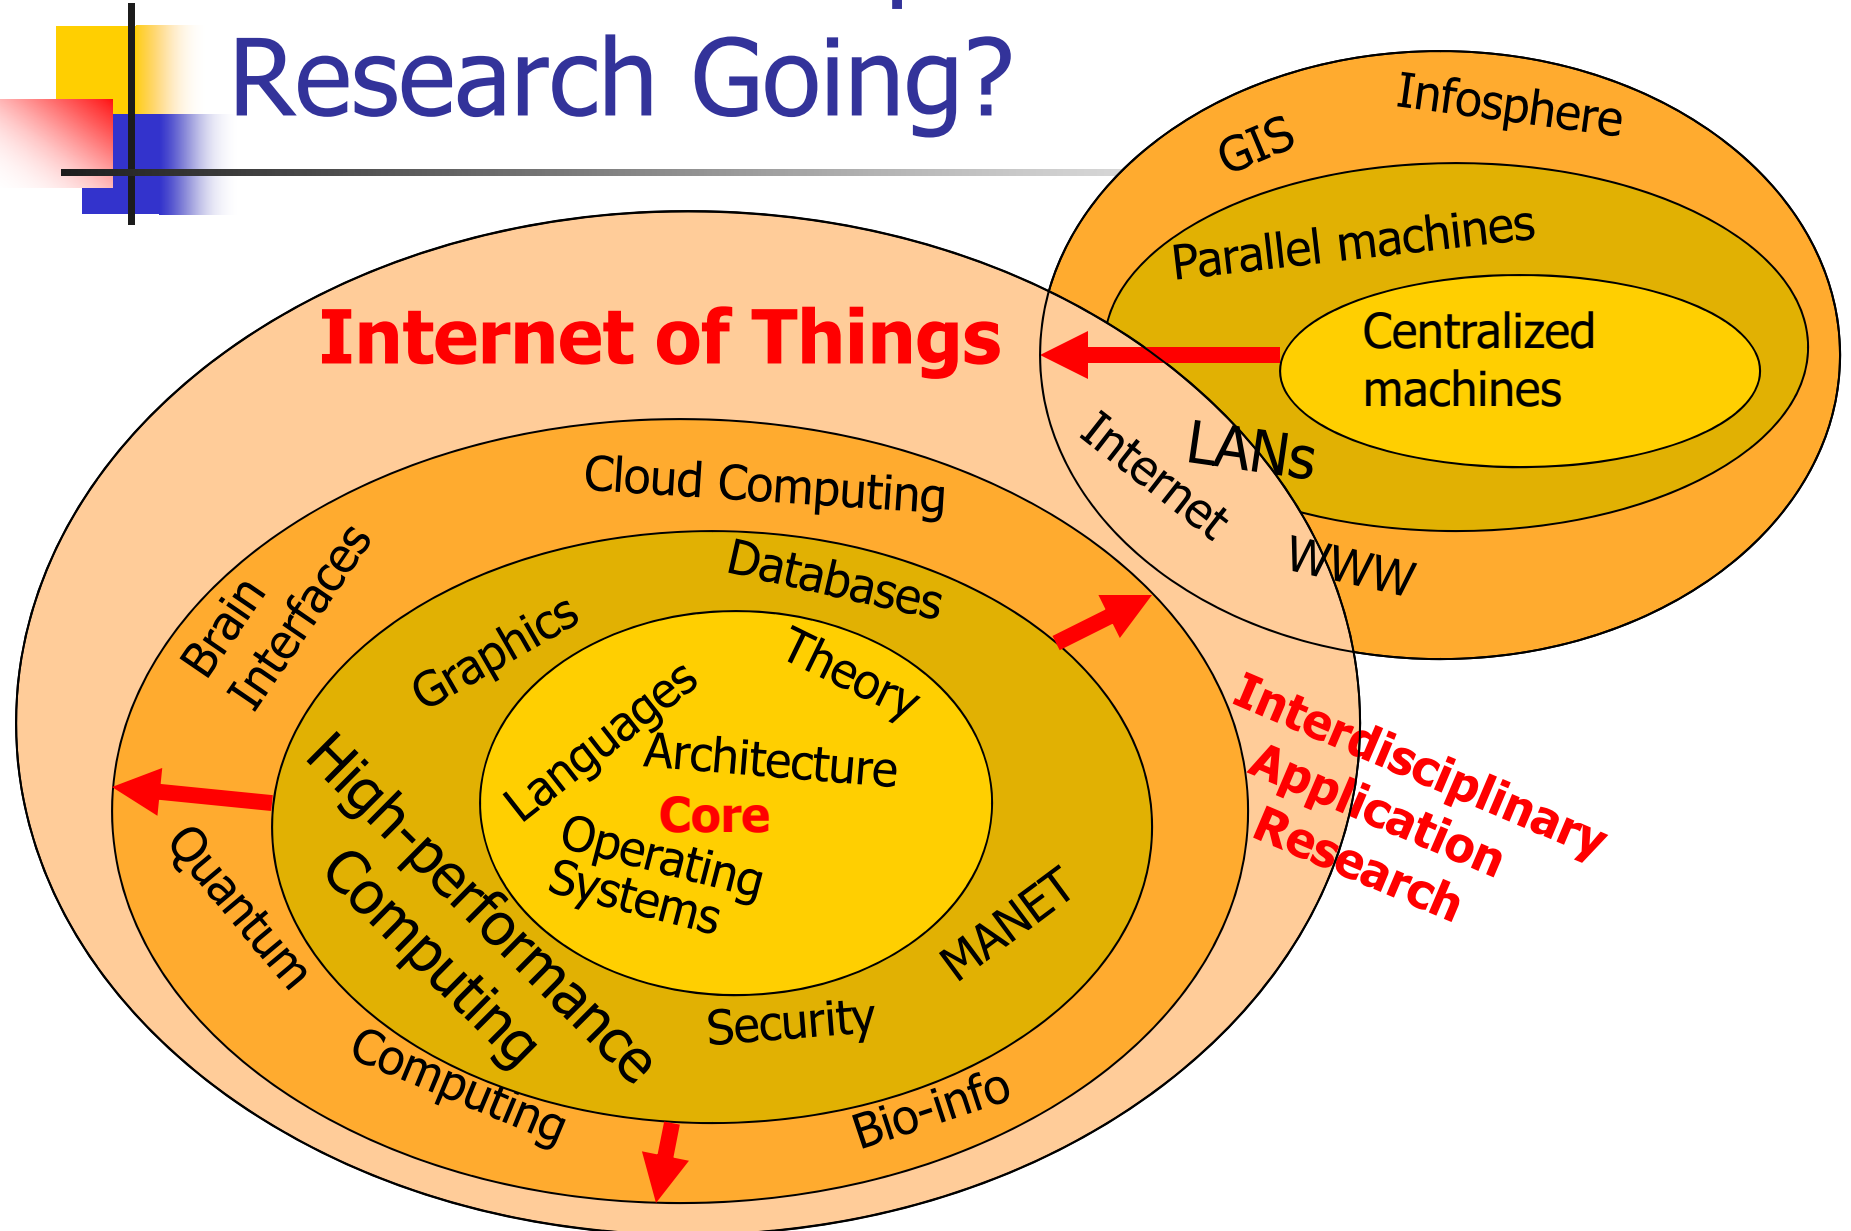 Research Going?
Infosphere
GIS
Parallel machines
Centralized
machines
Internet of Things
LANs
Internet
WWW
Cloud Computing
Brain
Interfaces
Databases
Graphics
Theory
Languages
Architecture
Core
Operating
Systems
High-performance
Computing
MANET
Security
Quantum
Computing
Bio-info
Interdisciplinary
Application
Research